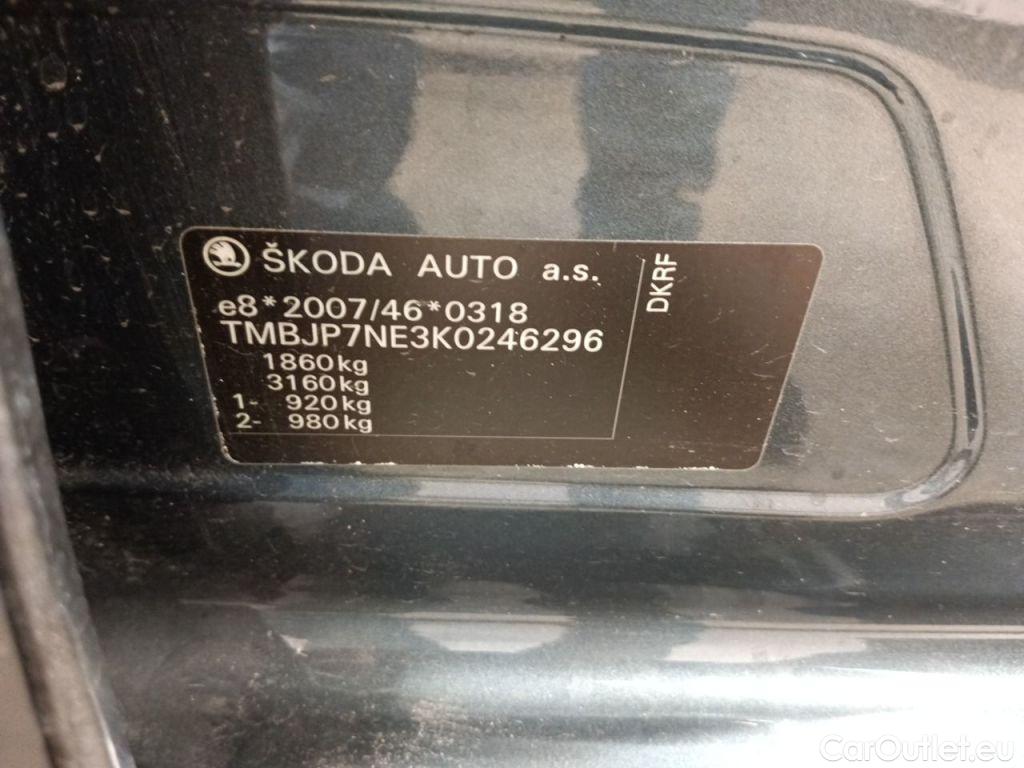 ŠKODA AUTO a.s.
e8*2007/46*0318
TMBJP7NE3K0246296
1860kg
3160kg
1- 920kg
2- 980kg
DKRF
CarOutlet.eu